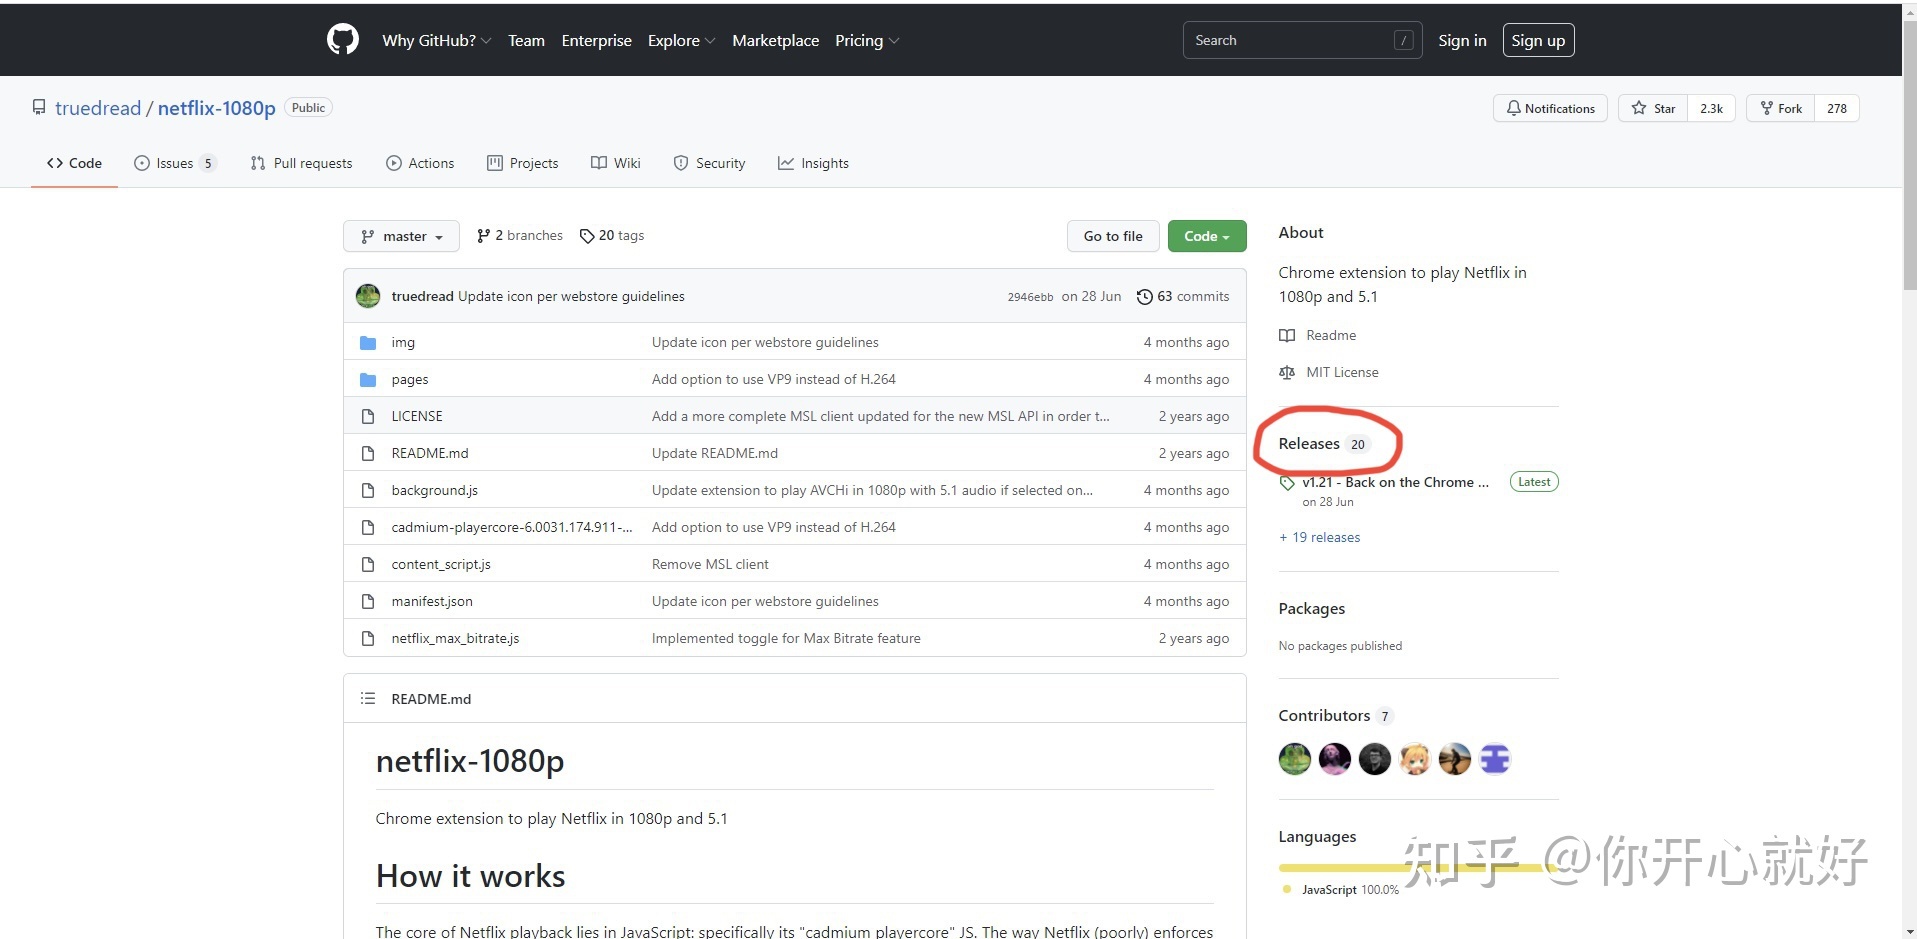 Why GitHub? Team Enterprise Explore Marketplace Pricing Search / Sign in Sign up
truedread / netflix-1080p Public Notifications Star 2.3k Fork 278
Code Issues 5 Pull requests Actions Projects Wiki Security Insights
master 2 branches 20 tags Go to file Code
truedread Update icon per webstore guidelines 2946ebb on 28 Jun 63 commits
img Update icon per webstore guidelines 4 months ago
pages Add option to use VP9 instead of H.264 4 months ago
LICENSE Add a more complete MSL client updated for the new MSL API in order t... 2 years ago
README.md Update README.md 2 years ago
background.js Update extension to play AVCHi in 1080p with 5.1 audio if selected on... 4 months ago
cadmium-playercore-6.0031.174.911-... Add option to use VP9 instead of H.264 4 months ago
content_script.js Remove MSL client 4 months ago
manifest.json Update icon per webstore guidelines 4 months ago
netflix_max_bitrate.js Implemented toggle for Max Bitrate feature 2 years ago
README.md
netflix-1080p
Chrome extension to play Netflix in 1080p and 5.1
How it works
The core of Netflix playback lies in JavaScript; specifically its "cadmium playercore" JS. The way Netflix (poorly) enforces
About
Chrome extension to play Netflix in
1080p and 5.1
Readme
MIT License
Releases 20
v1.21 - Back on the Chrome ... Latest
on 28 Jun
+ 19 releases
Packages
No packages published
Contributors 7
Languages
JavaScript 100.0%
知乎 @你开心就好